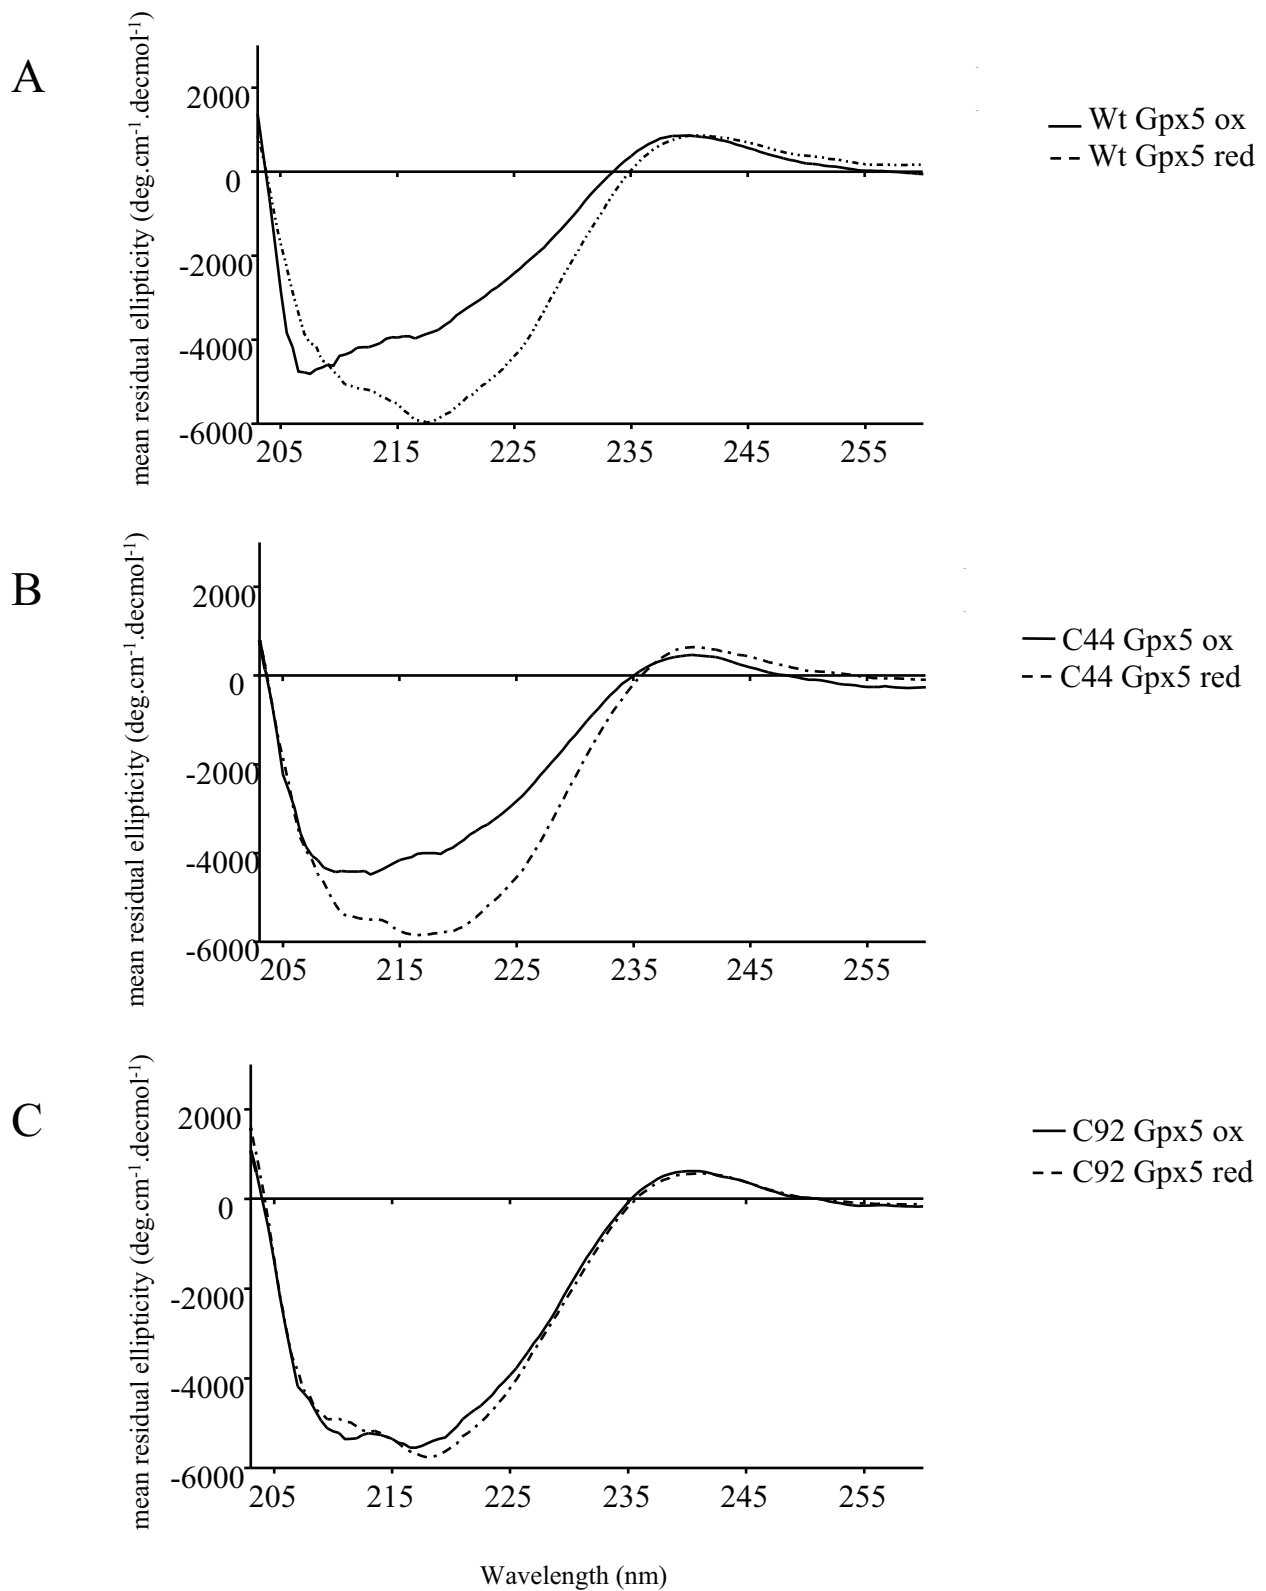 A
mean residual ellipticity (deg.cm-1.decmol-1)
2000
0
-2000
-4000
-6000
205 215 225 235 245 255
Wt Gpx5 ox
Wt Gpx5 red
B
mean residual ellipticity (deg.cm-1.decmol-1)
2000
0
-2000
-4000
-6000
205 215 225 235 245 255
C44 Gpx5 ox
C44 Gpx5 red
C
mean residual ellipticity (deg.cm-1.decmol-1)
2000
0
-2000
-4000
-6000
205 215 225 235 245 255
C92 Gpx5 ox
C92 Gpx5 red
Wavelength (nm)